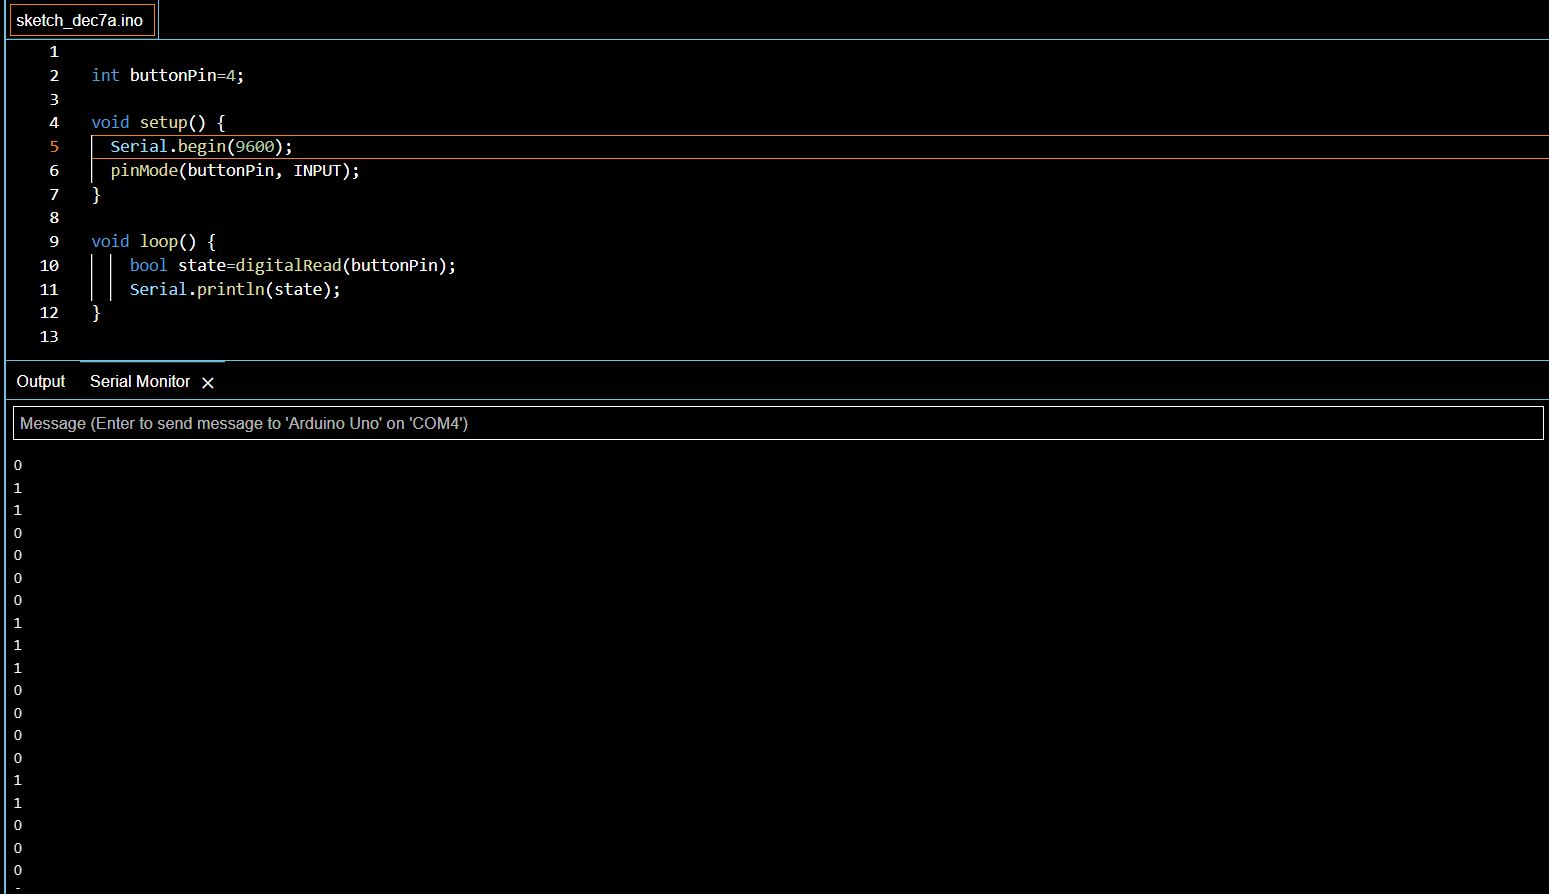 sketch_dec7a.ino
1
2 int buttonPin=4;
3
4 void setup() {
5 Serial.begin(9600);
6 pinMode(buttonPin, INPUT);
7 }
8
9 void loop() {
10 bool state=digitalRead(buttonPin);
11 Serial.println(state);
12 }
13
Output Serial Monitor ×
Message (Enter to send message to 'Arduino Uno' on 'COM4')
0
1
1
0
0
0
0
1
1
1
0
0
0
0
1
1
0
0
0